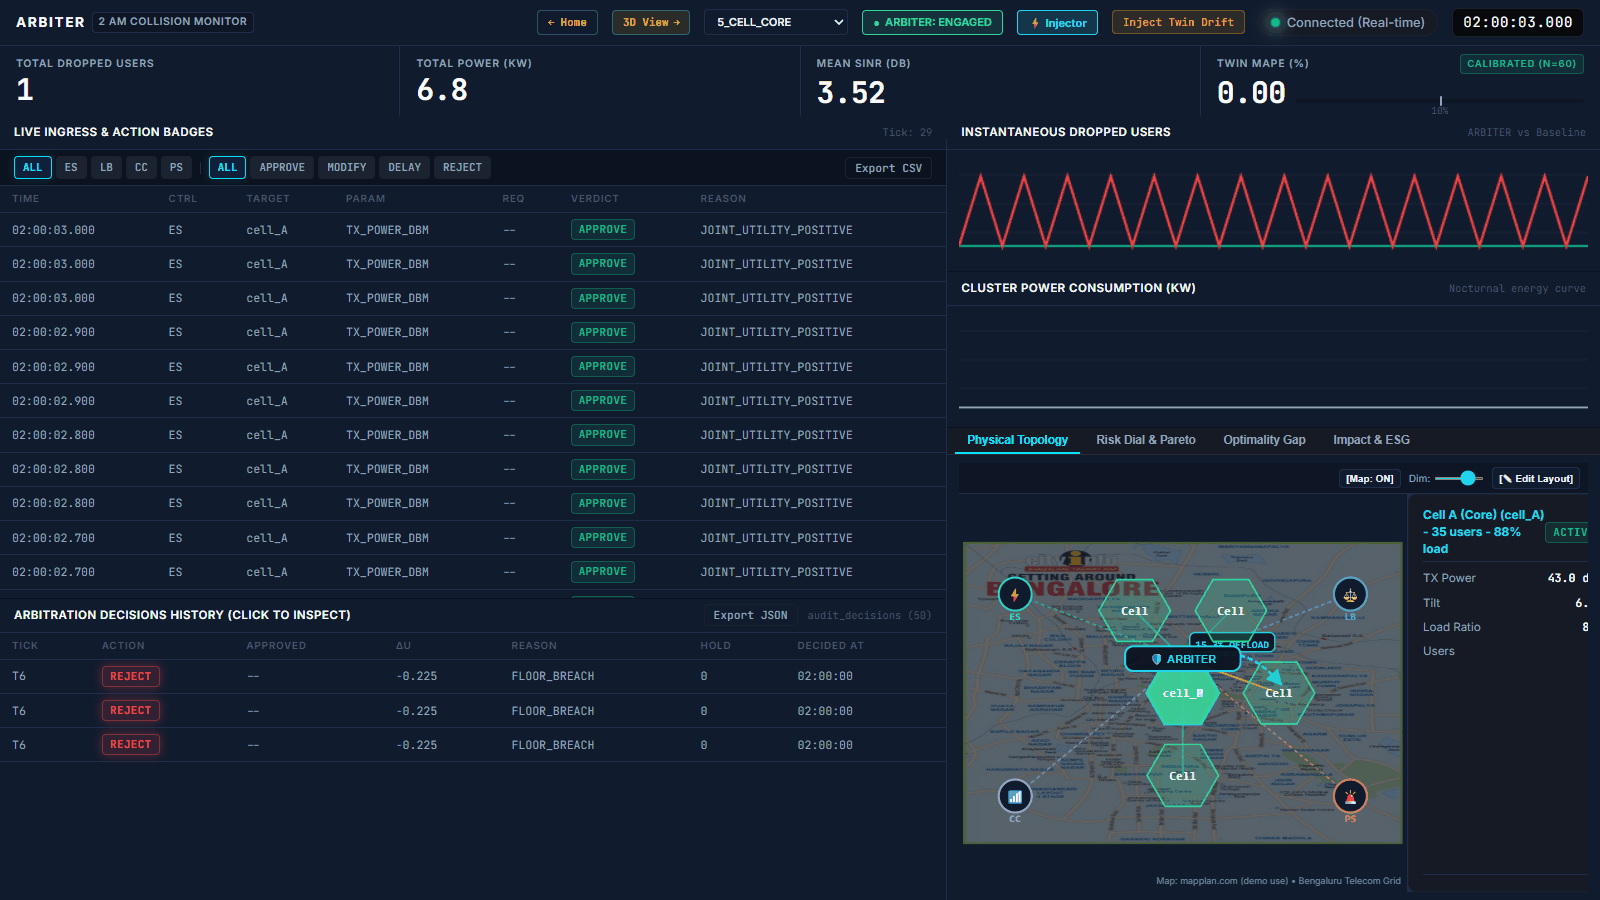 ARBITER 2 AM COLLISION MONITOR ← Home 3D View → 5_CELL_CORE ● ARBITER: ENGAGED ⚡ Injector Inject Twin Drift Connected (Real-time) 02:00:03.000
TOTAL DROPPED USERS
1
TOTAL POWER (KW)
6.8
MEAN SINR (DB)
3.52
TWIN MAPE (%) CALIBRATED (N=60)
0.00
10%
LIVE INGRESS & ACTION BADGES Tick: 29
ALL ES LB CC PS | ALL APPROVE MODIFY DELAY REJECT Export CSV
TIME CTRL TARGET PARAM REQ VERDICT REASON
02:00:03.000 ES cell_A TX_POWER_DBM -- APPROVE JOINT_UTILITY_POSITIVE
02:00:03.000 ES cell_A TX_POWER_DBM -- APPROVE JOINT_UTILITY_POSITIVE
02:00:03.000 ES cell_A TX_POWER_DBM -- APPROVE JOINT_UTILITY_POSITIVE
02:00:02.900 ES cell_A TX_POWER_DBM -- APPROVE JOINT_UTILITY_POSITIVE
02:00:02.900 ES cell_A TX_POWER_DBM -- APPROVE JOINT_UTILITY_POSITIVE
02:00:02.900 ES cell_A TX_POWER_DBM -- APPROVE JOINT_UTILITY_POSITIVE
02:00:02.800 ES cell_A TX_POWER_DBM -- APPROVE JOINT_UTILITY_POSITIVE
02:00:02.800 ES cell_A TX_POWER_DBM -- APPROVE JOINT_UTILITY_POSITIVE
02:00:02.800 ES cell_A TX_POWER_DBM -- APPROVE JOINT_UTILITY_POSITIVE
02:00:02.700 ES cell_A TX_POWER_DBM -- APPROVE JOINT_UTILITY_POSITIVE
02:00:02.700 ES cell_A TX_POWER_DBM -- APPROVE JOINT_UTILITY_POSITIVE
ARBITRATION DECISIONS HISTORY (CLICK TO INSPECT) Export JSON audit_decisions (50)
TICK ACTION APPROVED ΔU REASON HOLD DECIDED AT
T6 REJECT -- -0.225 FLOOR_BREACH 0 02:00:00
T6 REJECT -- -0.225 FLOOR_BREACH 0 02:00:00
T6 REJECT -- -0.225 FLOOR_BREACH 0 02:00:00
INSTANTANEOUS DROPPED USERS ARBITER vs Baseline
CLUSTER POWER CONSUMPTION (KW) Nocturnal energy curve
Physical Topology Risk Dial & Pareto Optimality Gap Impact & ESG
[Map: ON] Dim: [✎ Edit Layout]
GETTING AROUND
BENGALORE
ES
Cell
Cell
LB
OFFLOAD
ARBITER
cell_
Cell
Cell
CC
PS
Map: mapplan.com (demo use) • Bengaluru Telecom Grid
Cell A (Core) (cell_A)
- 35 users - 88%
load
ACTIV
TX Power 43.0 d
Tilt 6.
Load Ratio 8
Users